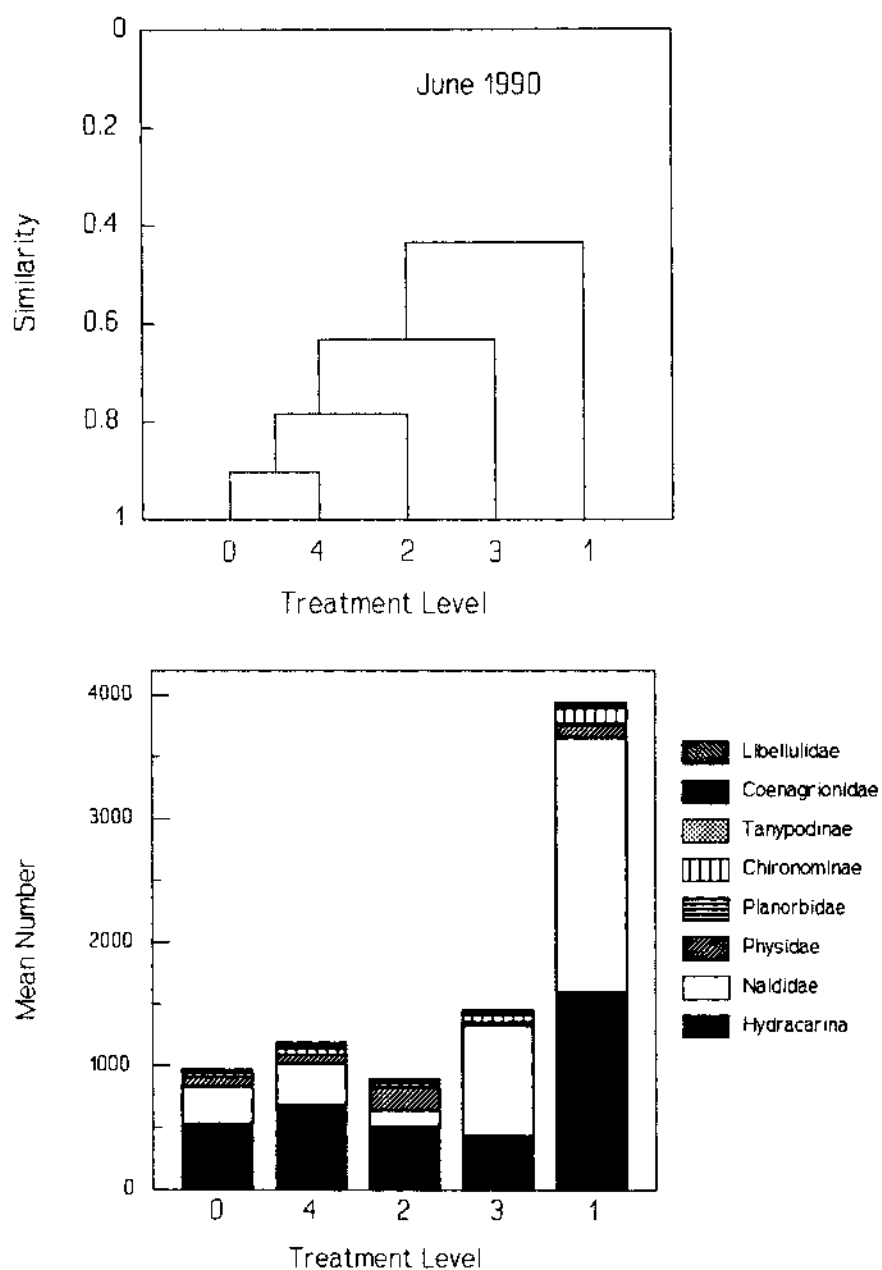 0
June 1990
0.2
0.4
0.6
0.8
1
Similarity
0 4 2 3 1
Treatment Level
4000
3000
2000
1000
0
Mean Number
0 4 2 3 1
Treatment Level
Libellulidae
Coenagrionidae
Tanypodinae
Chironominae
Planorbidae
Physidae
Naididae
Hydracarina